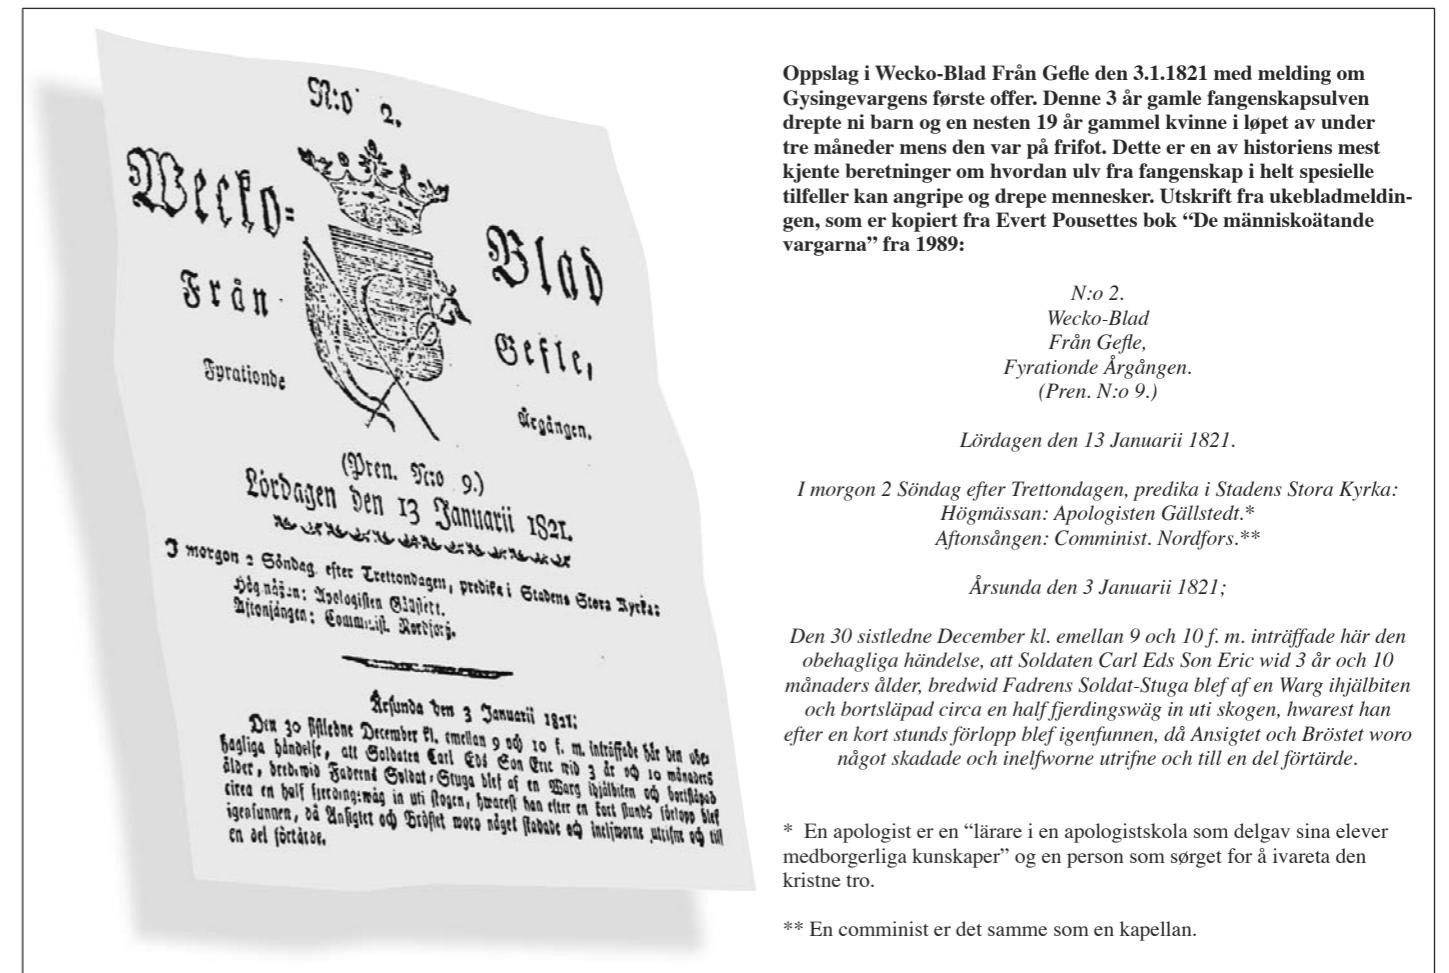 N:o 2.
Wecko-
Blad
Från
Gefle,
Fyrationde
Årgången.
(Pren. N:o 9.)
Lördagen den 13 Januarii 1821.
I morgon 2 Söndag efter Trettondagen, predika i Stadens Stora Kyrka:
Apologisten
Aftonsången: Comminist. Nordfors.
Årsunda den 3 Januarii 1821;
Den 30 sistledne December kl. emellan 9 och 10 f. m. inträffade här den obe-
hagliga händelse, att Soldaten Carl Eds Son Eric wid 3 år och 10 månaders
ålder, bredwid Fadrens Soldat-Stuga blef af en Warg ihjälbiten och bortsläpad
circa en half fjerdingswäg in uti skogen, hwarest han efter en kort stunds förlopp blef
igenfunnen, då Ansigtet och Bröstet woro något skadade och inelfworne utrifne och till
en del förtärde.
Oppslag i Wecko-Blad Från Gefle den 3.1.1821 med melding om
Gysingevargens første offer. Denne 3 år gamle fangenskapsulven
drepte ni barn og en nesten 19 år gammel kvinne i løpet av under
tre måneder mens den var på frifot. Dette er en av historiens mest
kjente beretninger om hvordan ulv fra fangenskap i helt spesielle
tilfeller kan angripe og drepe mennesker. Utskrift fra ukebladmeldin-
gen, som er kopiert fra Evert Pousettes bok “De människoätande
vargarna” fra 1989:
N:o 2.
Wecko-Blad
Från Gefle,
Fyrationde Årgången.
(Pren. N:o 9.)
Lördagen den 13 Januarii 1821.
I morgon 2 Söndag efter Trettondagen, predika i Stadens Stora Kyrka:
Högmässan: Apologisten Gällstedt.*
Aftonsången: Comminist. Nordfors.**
Årsunda den 3 Januarii 1821;
Den 30 sistledne December kl. emellan 9 och 10 f. m. inträffade här den
obehagliga händelse, att Soldaten Carl Eds Son Eric wid 3 år och 10
månaders ålder, bredwid Fadrens Soldat-Stuga blef af en Warg ihjälbiten
och bortsläpad circa en half fjerdingswäg in uti skogen, hwarest han
efter en kort stunds förlopp blef igenfunnen, då Ansigtet och Bröstet woro
något skadade och inelfworne utrifne och till en del förtärde.
* En apologist er en “lärare i en apologistskola som delgav sina elever
medborgerliga kunskaper” og en person som sørget for å ivareta den
kristne tro.
** En comminist er det samme som en kapellan.